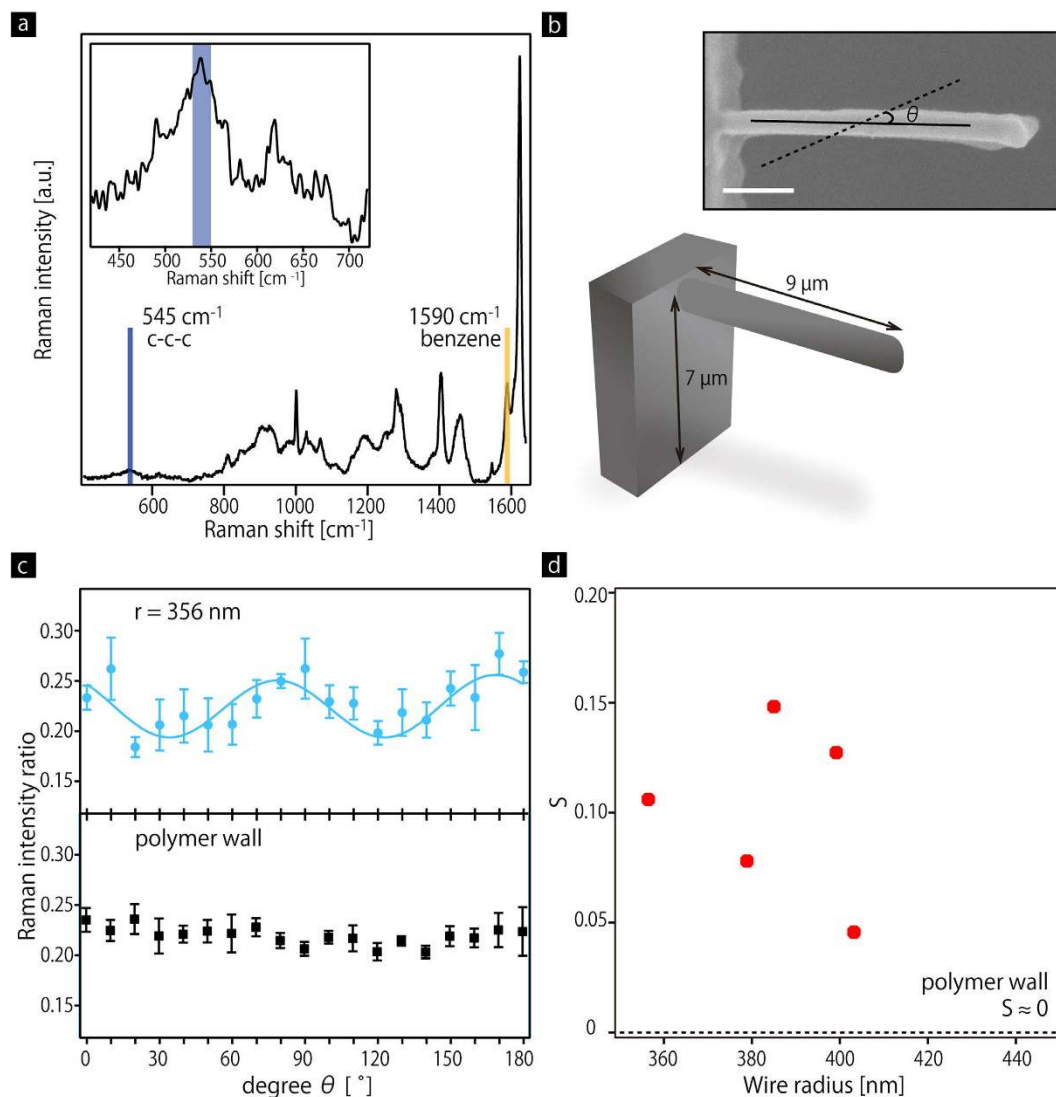 a
Raman intensity [a.u.]
450 500 550 600 650 700
Raman shift [cm⁻¹]
545 cm⁻¹
c-c-c
1590 cm⁻¹
benzene
600 800 1000 1200 1400 1600
Raman shift [cm⁻¹]
b
θ
9 μm
7 μm
c
Raman intensity ratio
r = 356 nm
0.30
0.25
0.20
0.15
polymer wall
0.30
0.25
0.20
0.15
0 30 60 90 120 150 180
degree θ [ ° ]
d
S
0.20
0.15
0.10
0.05
0
polymer wall
S ≈ 0
360 380 400 420 440
Wire radius [nm]